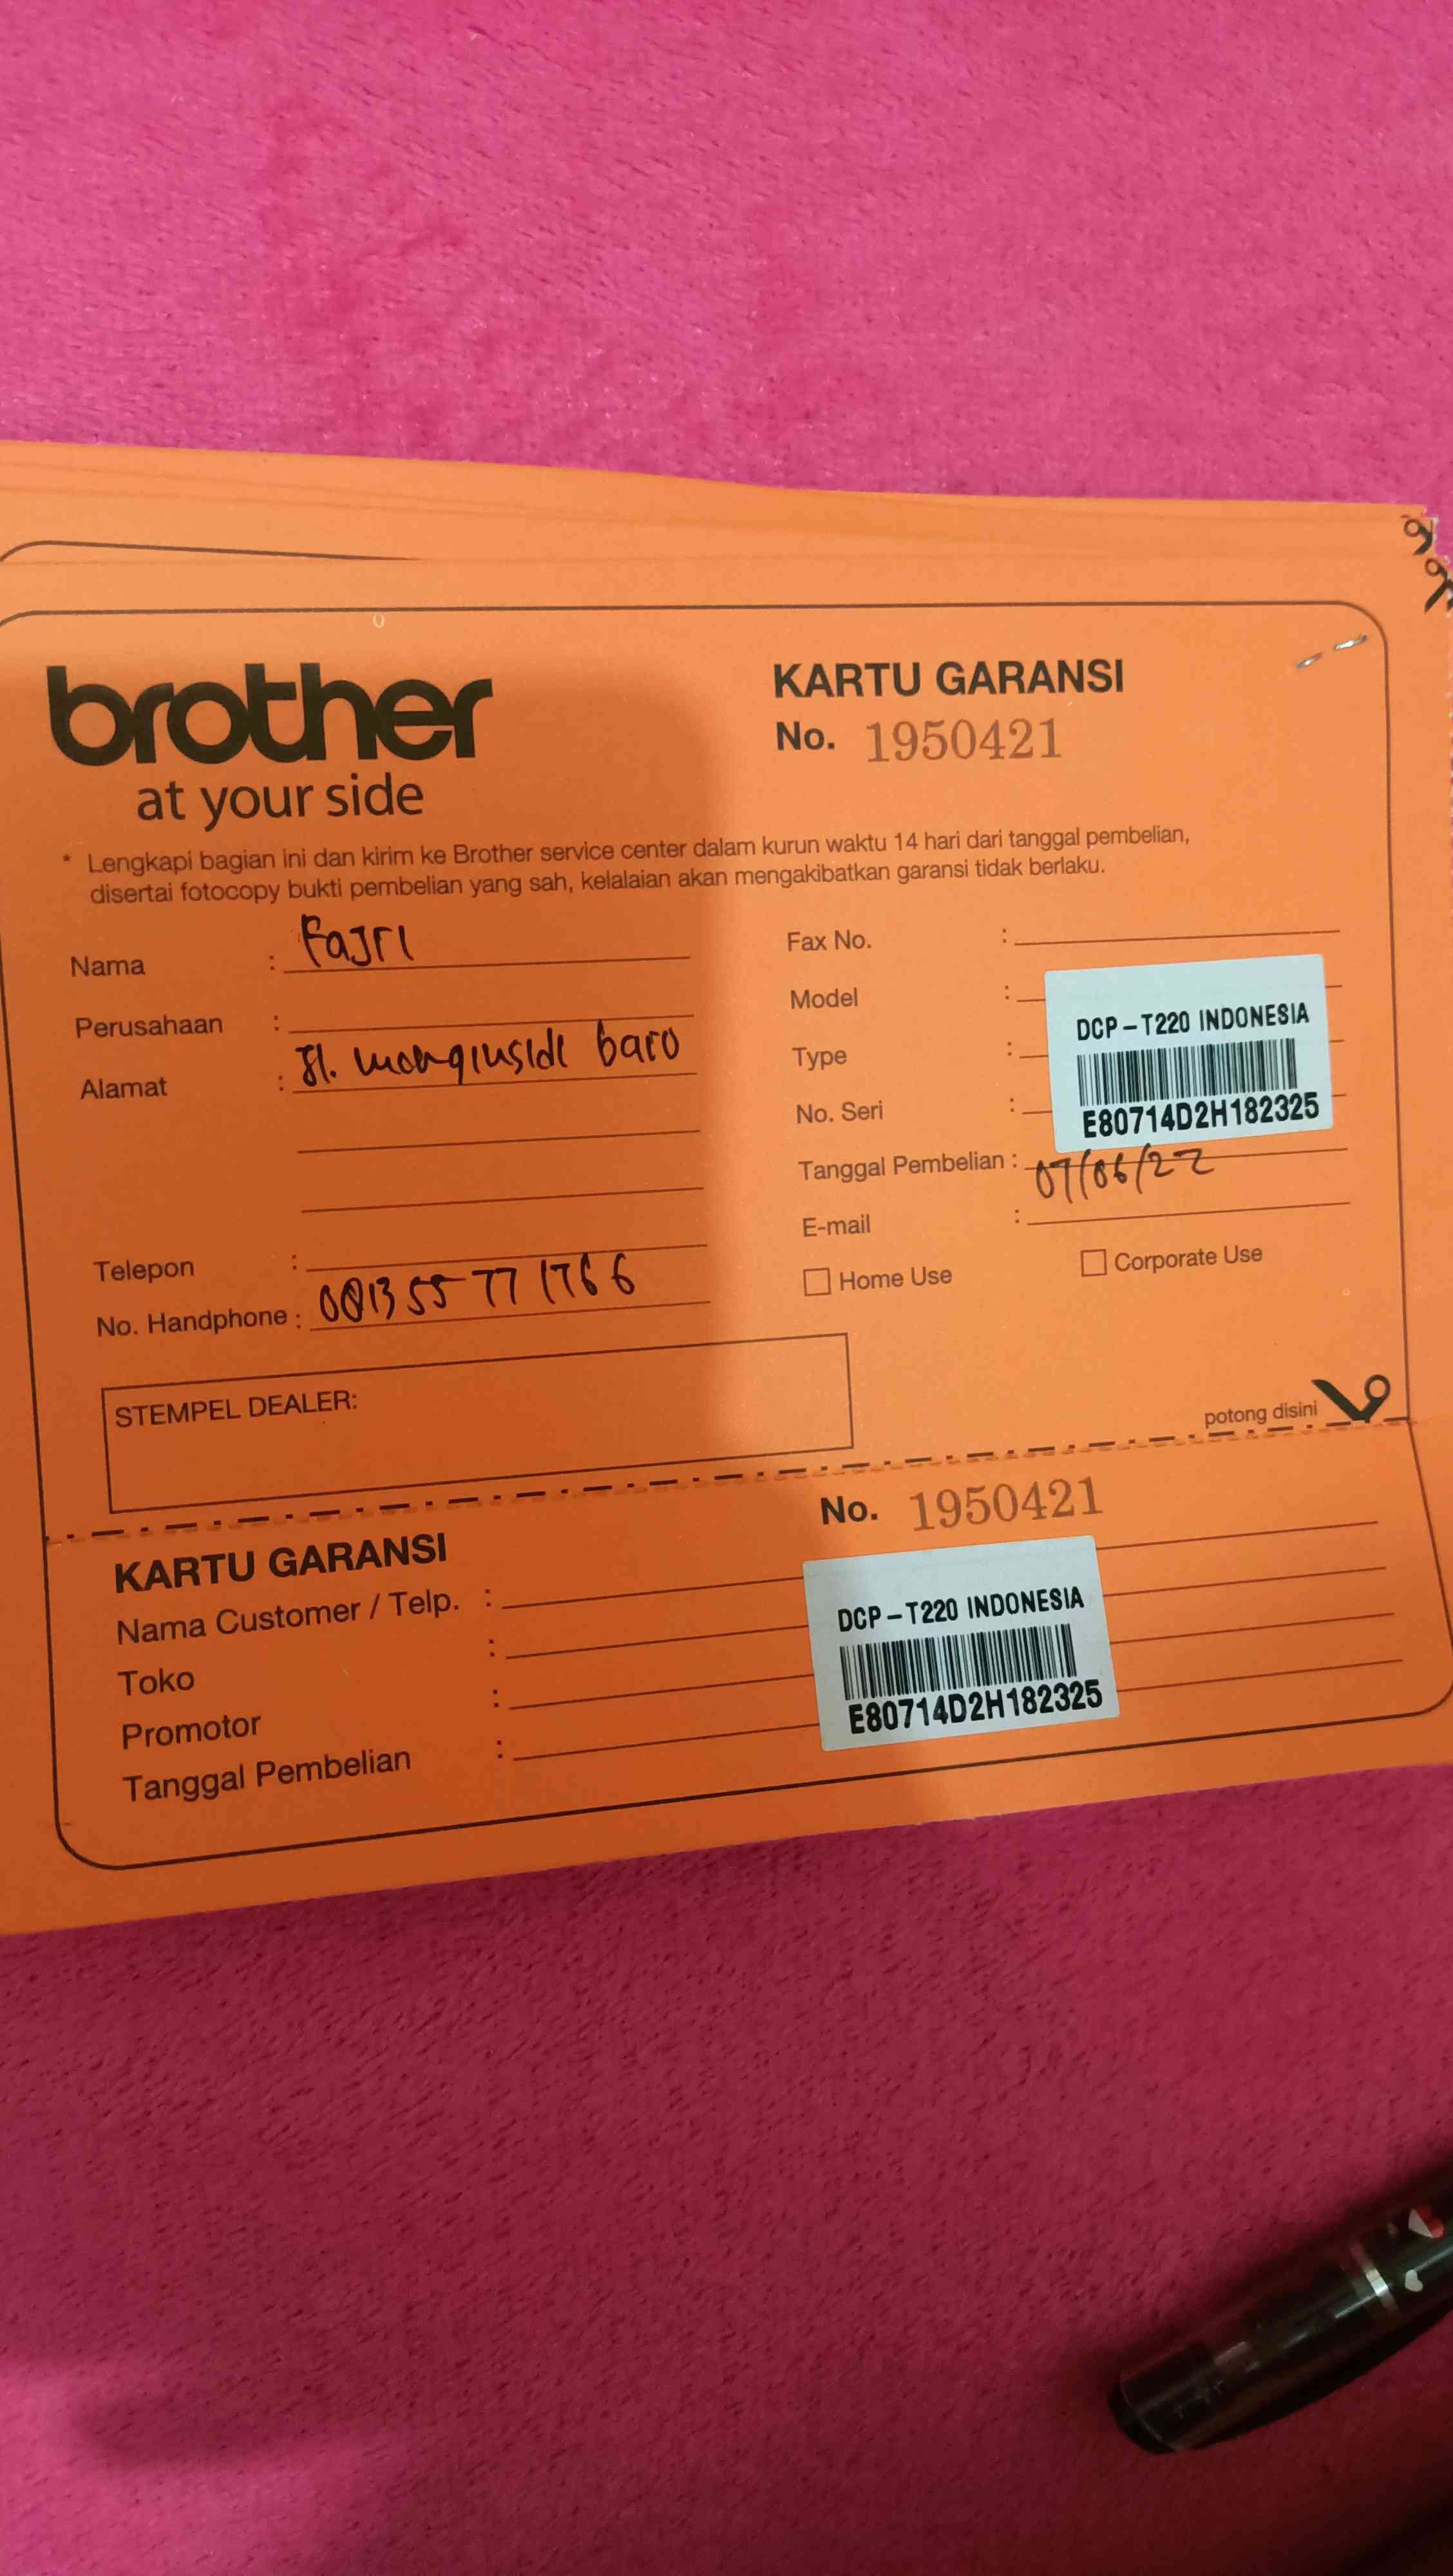 brother
at your side
KARTU GARANSI
No. 1950421
* Lengkapi bagian ini dan kirim ke Brother service center dalam kurun waktu 14 hari dari tanggal pembelian,
disertai fotocopy bukti pembelian yang sah, kelalaian akan mengakibatkan garansi tidak berlaku.
Nama : Fajri
Perusahaan :
Alamat : Jl. monginsidi baro
Telepon :
No. Handphone : 081355771766
Fax No. :
Model :
Type :
No. Seri :
DCP-T220 INDONESIA
E80714D2H182325
Tanggal Pembelian : 07/06/22
E-mail :
Home Use
Corporate Use
STEMPEL DEALER:
potong disini
KARTU GARANSI
No. 1950421
Nama Customer / Telp. :
Toko :
Promotor :
Tanggal Pembelian :
DCP-T220 INDONESIA
E80714D2H182325